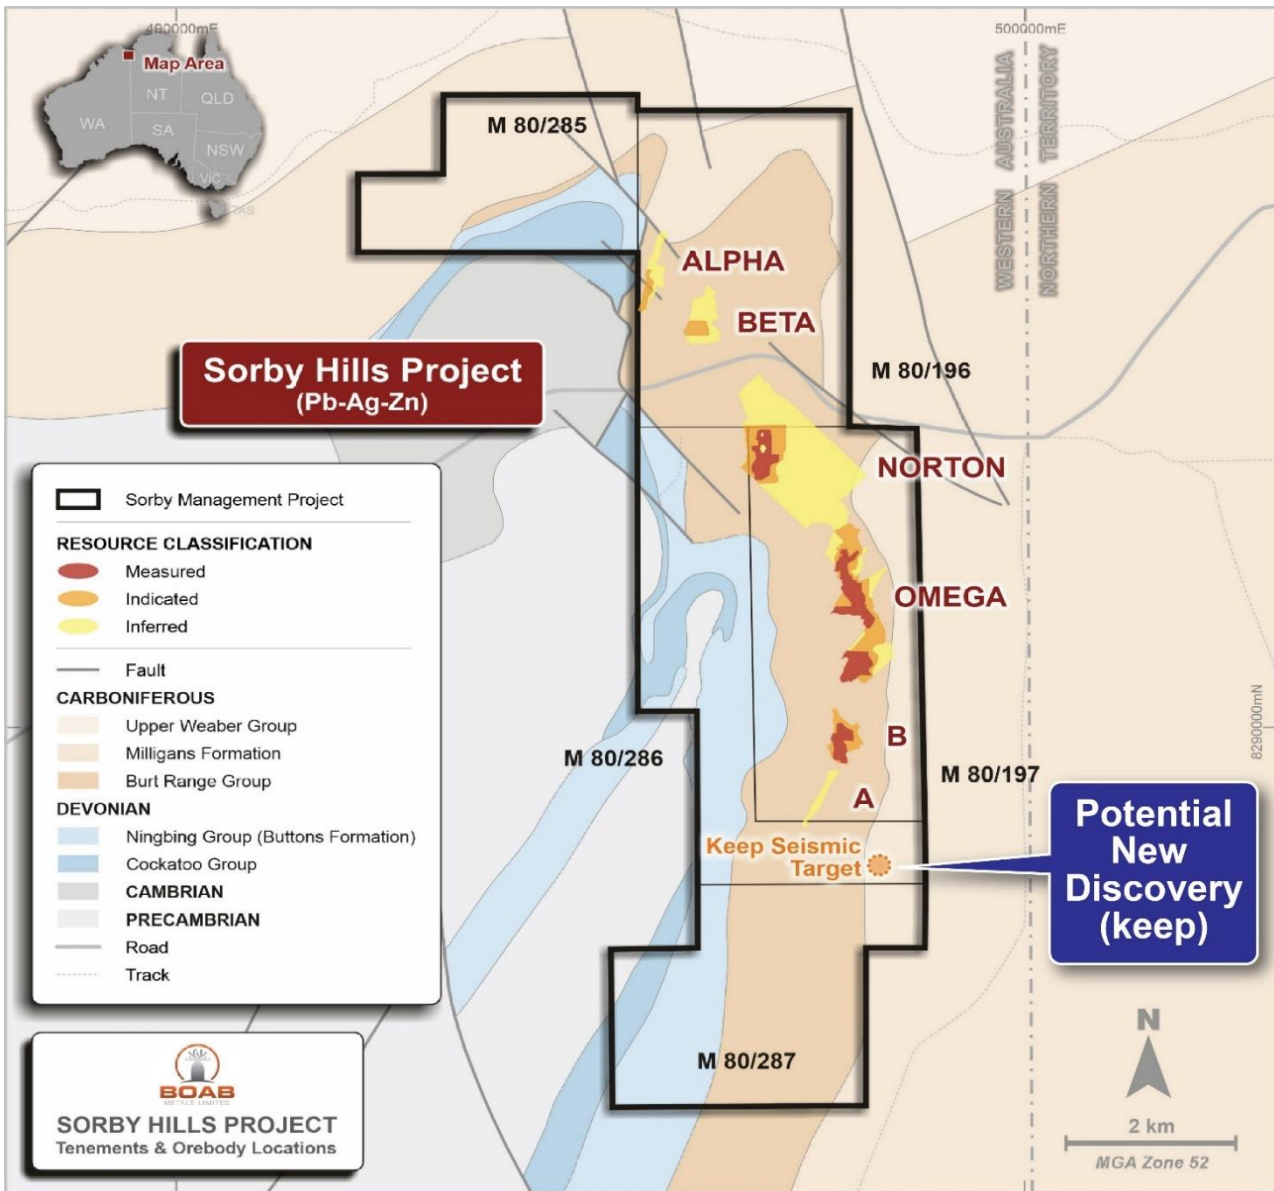 490000mE
500000mE
Map Area
WA
NT
QLD
SA
NSW
VIC
TAS
WESTERN AUSTRALIA
NORTHERN TERRITORY
M 80/285
ALPHA
BETA
Sorby Hills Project
(Pb-Ag-Zn)
M 80/196
NORTON
OMEGA
B
A
M 80/286
M 80/197
8290000mN
Keep Seismic
Target
Potential
New
Discovery
(keep)
M 80/287
Sorby Management Project
RESOURCE CLASSIFICATION
Measured
Indicated
Inferred
Fault
CARBONIFEROUS
Upper Weaber Group
Milligans Formation
Burt Range Group
DEVONIAN
Ningbing Group (Buttons Formation)
Cockatoo Group
CAMBRIAN
PRECAMBRIAN
Road
Track
BOAB
METALS LIMITED
SORBY HILLS PROJECT
Tenements & Orebody Locations
N
2 km
MGA Zone 52